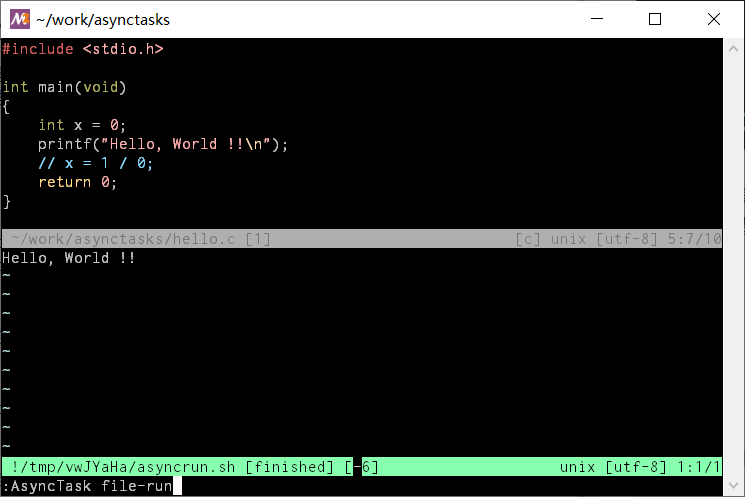 ~/work/asynctasks
#include <stdio.h>
int main(void)
{
    int x = 0;
    printf("Hello, World !!\n");
    // x = 1 / 0;
    return 0;
}
~/work/asynctasks/hello.c [1] [c] unix [utf-8] 5:7/10
Hello, World !!
~
~
~
~
~
~
~
~
~
~
!/tmp/vwJYaHa/asyncrun.sh [finished] [-6] unix [utf-8] 1:1/1
:AsyncTask file-run